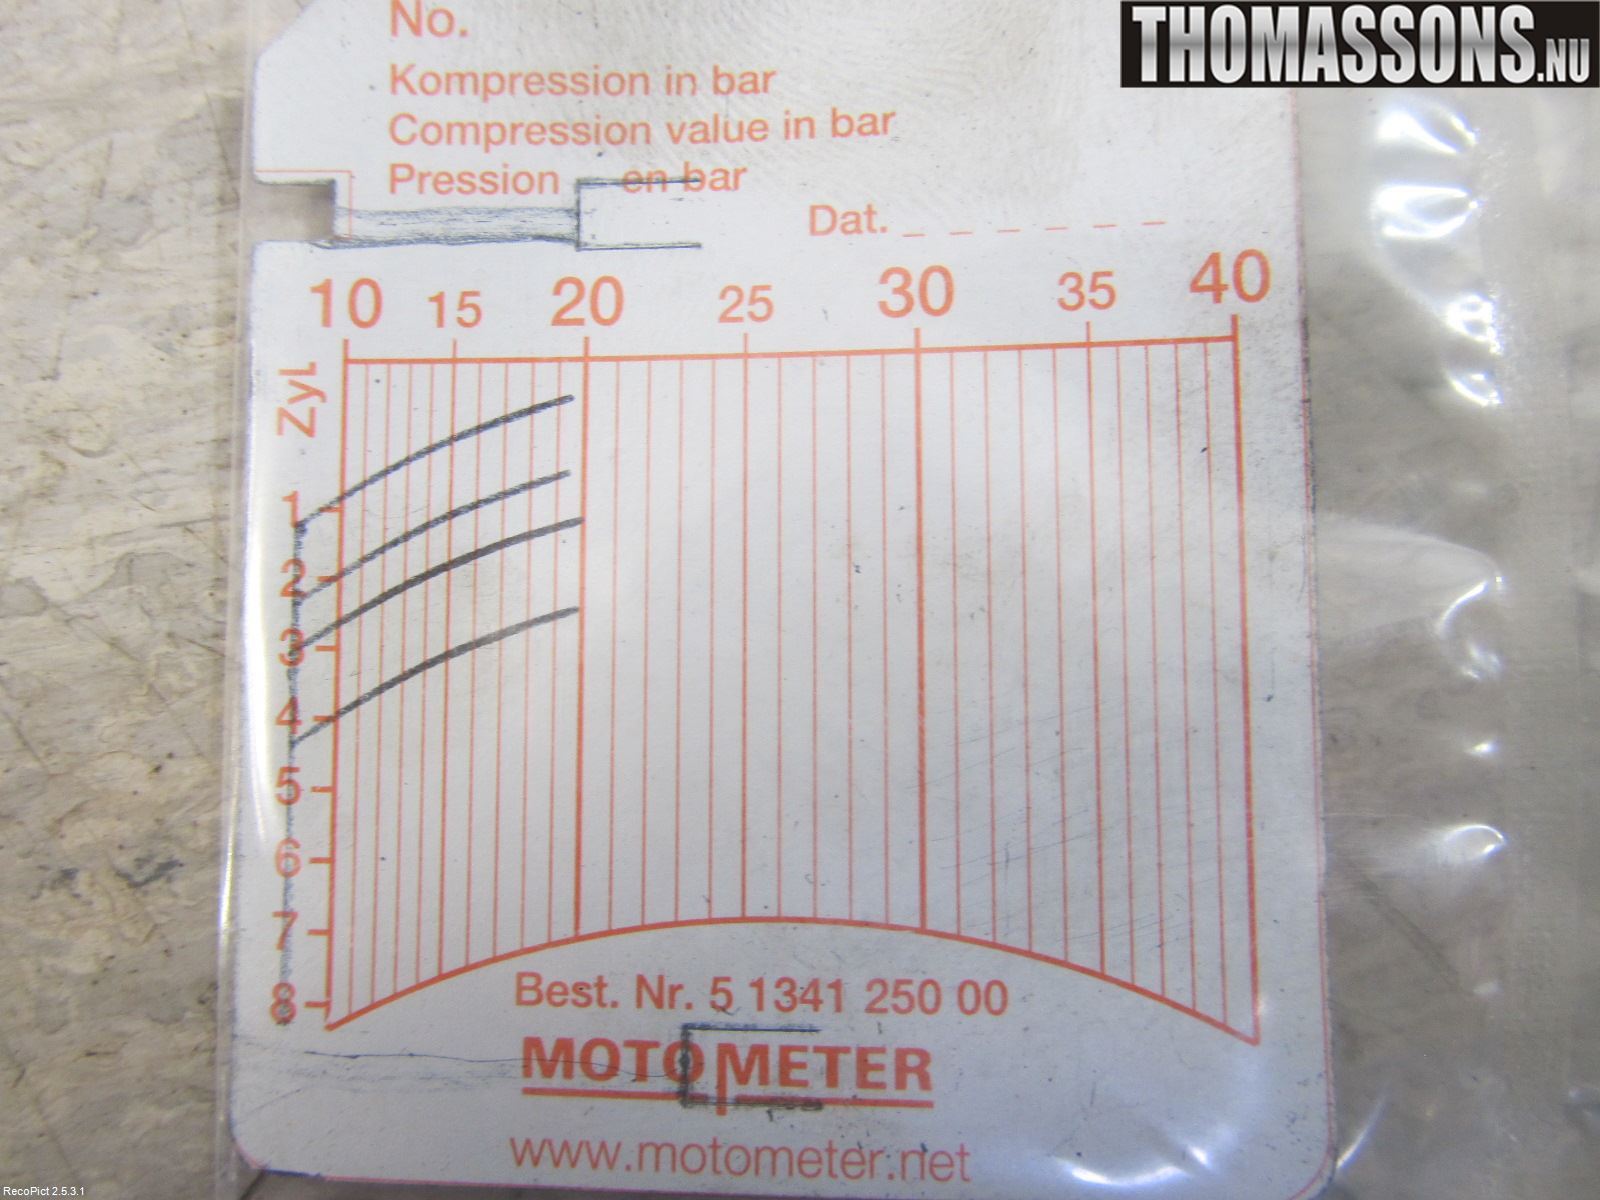 THOMASSONS.NU
No.
Kompression in bar
Compression value in bar
Pression en bar
Dat. _ _ _ _ _ _
10 15 20 25 30 35 40
Zyl.
1
2
3
4
5
6
7
8
Best. Nr. 5 1341 250 00
MOTOMETER
www.motometer.net
RecoPict 2.5.3.1